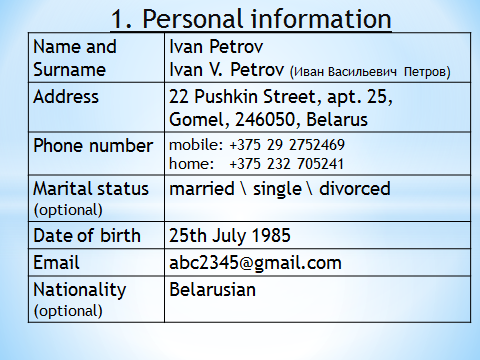 1. Personal information
Name and Surname
Ivan Petrov
Ivan V. Petrov (Иван Васильевич Петров)
Address
22 Pushkin Street, apt. 25,
Gomel, 246050, Belarus
Phone number
mobile: +375 29 2752469
home: +375 232 705241
Marital status
(optional)
married \ single \ divorced
Date of birth
25th July 1985
Email
abc2345@gmail.com
Nationality
(optional)
Belarusian